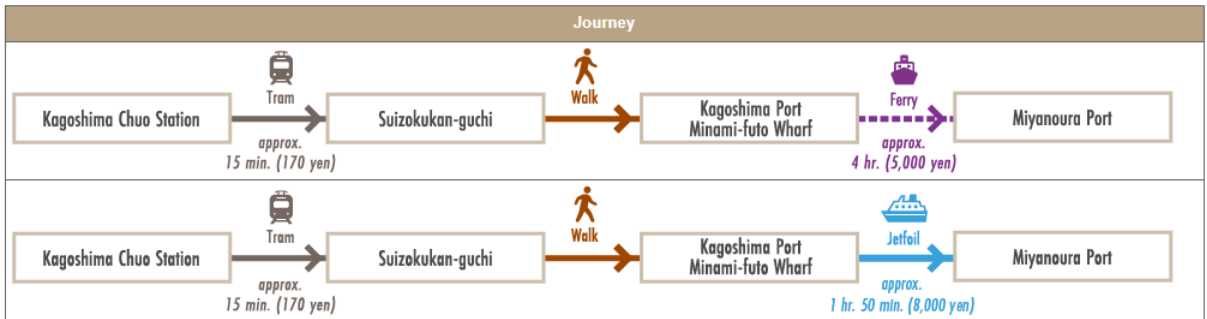 Journey
Tram
Walk
Ferry
Kagoshima Chuo Station
Suizokukan-guchi
Kagoshima Port
Minami-futo Wharf
Miyanoura Port
approx.
15 min. (170 yen)
approx.
4 hr. (5,000 yen)
Tram
Walk
Jetfoil
Kagoshima Chuo Station
Suizokukan-guchi
Kagoshima Port
Minami-futo Wharf
Miyanoura Port
approx.
15 min. (170 yen)
approx.
1 hr. 50 min. (8,000 yen)